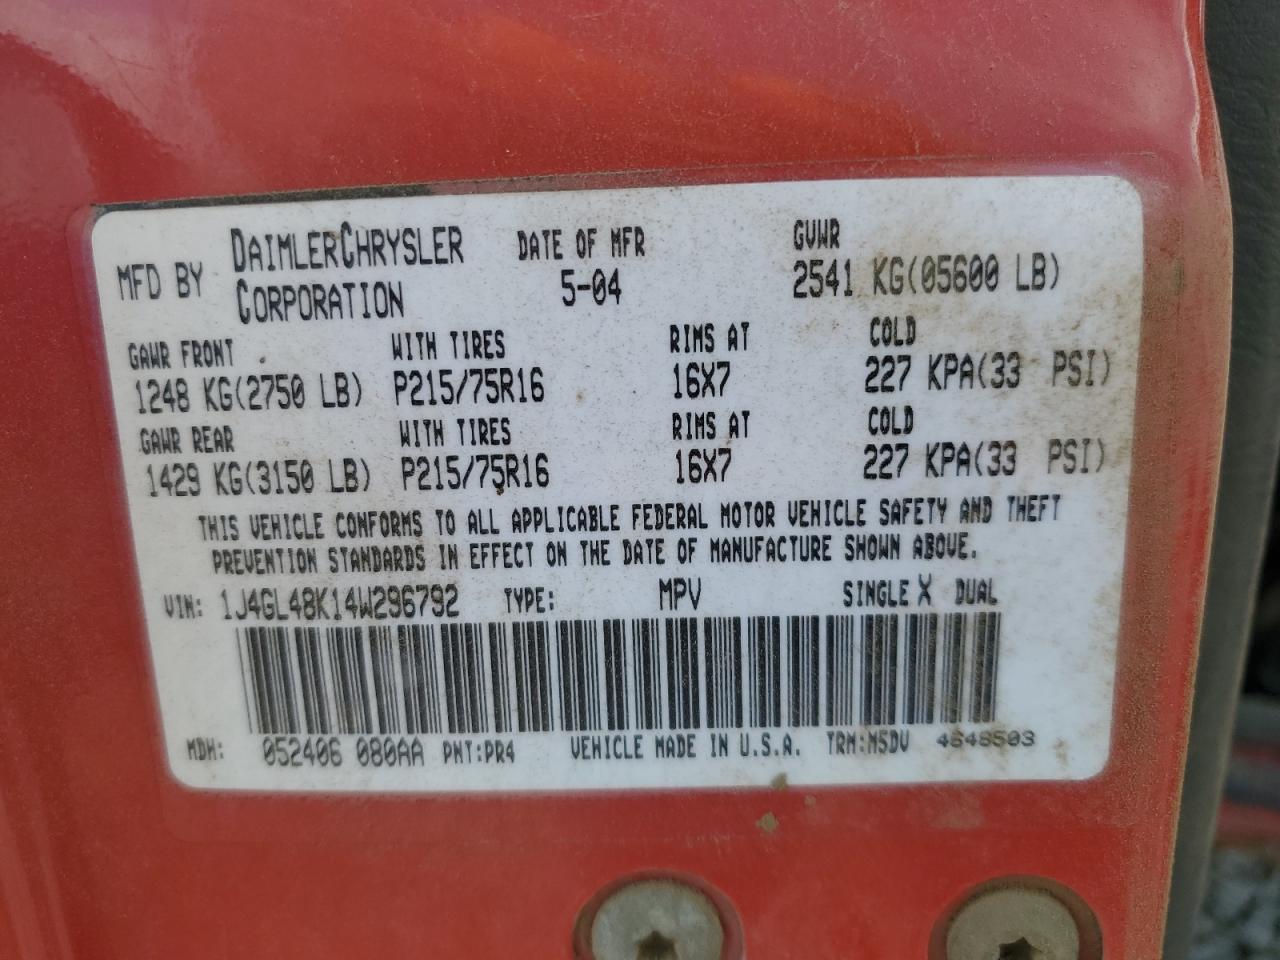 MFD BY DAIMLERCHRYSLER CORPORATION DATE OF MFR 5-04 GVWR 2541 KG(05600 LB)
GAWR FRONT WITH TIRES RIMS AT COLD
1248 KG(2750 LB) P215/75R16 16X7 227 KPA(33 PSI)
GAWR REAR WITH TIRES RIMS AT COLD
1429 KG(3150 LB) P215/75R16 16X7 227 KPA(33 PSI)
THIS VEHICLE CONFORMS TO ALL APPLICABLE FEDERAL MOTOR VEHICLE SAFETY AND THEFT
PREVENTION STANDARDS IN EFFECT ON THE DATE OF MANUFACTURE SHOWN ABOVE.
VIN: 1J4GL48K14W296792 TYPE: MPV SINGLE X DUAL
MDH: 052406 080AA PNT:PR4 VEHICLE MADE IN U.S.A. TRM:M5DV 4648503